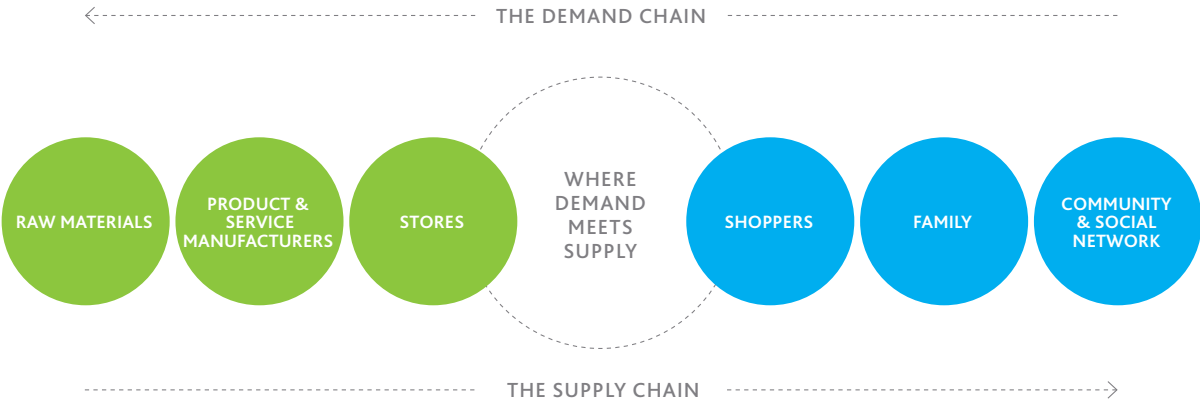 THE DEMAND CHAIN
RAW MATERIALS
PRODUCT &
SERVICE
MANUFACTURERS
STORES
WHERE
DEMAND
MEETS
SUPPLY
SHOPPERS
FAMILY
COMMUNITY
& SOCIAL
NETWORK
THE SUPPLY CHAIN